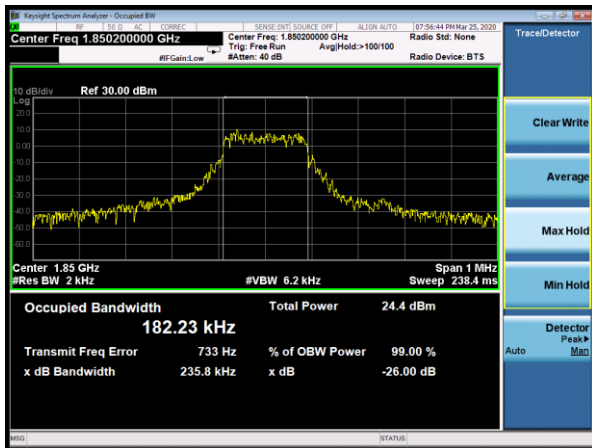 Keysight Spectrum Analyzer - Occupied BW
RF 50 Ω AC CORREC SENSE:INT SOURCE OFF ALIGN AUTO 07:56:44 PM Mar 25, 2020
Center Freq 1.850200000 GHz
Center Freq: 1.850200000 GHz Radio Std: None
Trig: Free Run Avg|Hold:>100/100
#IFGain:Low #Atten: 40 dB Radio Device: BTS
Trace/Detector
10 dB/div Ref 30.00 dBm
Log
20.0
10.0
0.00
-10.0
-20.0
-30.0
-40.0
-50.0
-60.0
Center 1.85 GHz Span 1 MHz
#Res BW 2 kHz #VBW 6.2 kHz Sweep 238.4 ms
Occupied Bandwidth Total Power 24.4 dBm
182.23 kHz
Transmit Freq Error 733 Hz % of OBW Power 99.00 %
x dB Bandwidth 235.8 kHz x dB -26.00 dB
Clear Write
Average
Max Hold
Min Hold
Detector
Peak▶
Auto Man
MSG STATUS